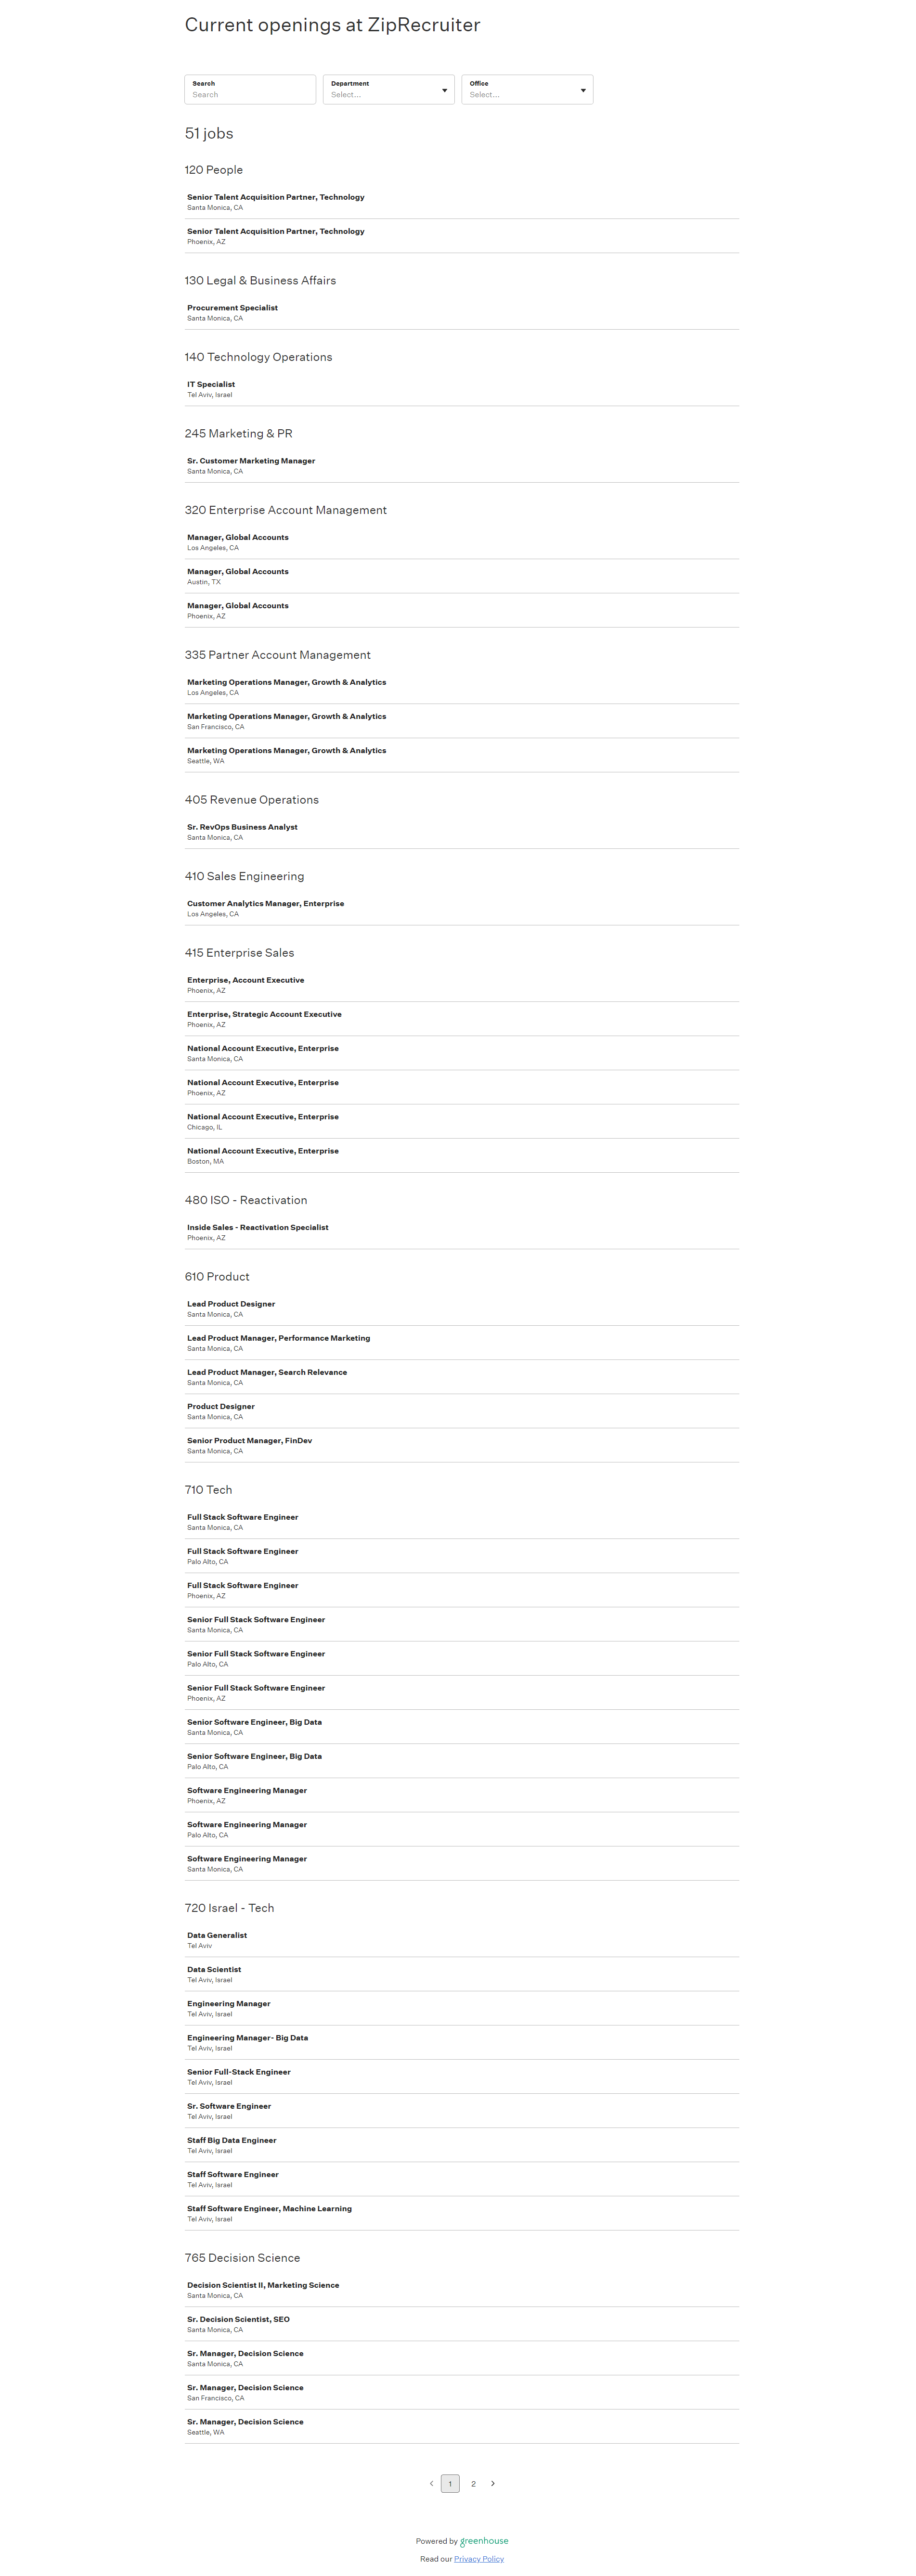 Current openings at ZipRecruiter
Search
Search
Department
Select...
Office
Select...
51 jobs
120 People
Senior Talent Acquisition Partner, Technology
Santa Monica, CA
Senior Talent Acquisition Partner, Technology
Phoenix, AZ
130 Legal & Business Affairs
Procurement Specialist
Santa Monica, CA
140 Technology Operations
IT Specialist
Tel Aviv, Israel
245 Marketing & PR
Sr. Customer Marketing Manager
Santa Monica, CA
320 Enterprise Account Management
Manager, Global Accounts
Los Angeles, CA
Manager, Global Accounts
Austin, TX
Manager, Global Accounts
Phoenix, AZ
335 Partner Account Management
Marketing Operations Manager, Growth & Analytics
Los Angeles, CA
Marketing Operations Manager, Growth & Analytics
San Francisco, CA
Marketing Operations Manager, Growth & Analytics
Seattle, WA
405 Revenue Operations
Sr. RevOps Business Analyst
Santa Monica, CA
410 Sales Engineering
Customer Analytics Manager, Enterprise
Los Angeles, CA
415 Enterprise Sales
Enterprise, Account Executive
Phoenix, AZ
Enterprise, Strategic Account Executive
Phoenix, AZ
National Account Executive, Enterprise
Santa Monica, CA
National Account Executive, Enterprise
Phoenix, AZ
National Account Executive, Enterprise
Chicago, IL
National Account Executive, Enterprise
Boston, MA
480 ISO - Reactivation
Inside Sales - Reactivation Specialist
Phoenix, AZ
610 Product
Lead Product Designer
Santa Monica, CA
Lead Product Manager, Performance Marketing
Santa Monica, CA
Lead Product Manager, Search Relevance
Santa Monica, CA
Product Designer
Santa Monica, CA
Senior Product Manager, FinDev
Santa Monica, CA
710 Tech
Full Stack Software Engineer
Santa Monica, CA
Full Stack Software Engineer
Palo Alto, CA
Full Stack Software Engineer
Phoenix, AZ
Senior Full Stack Software Engineer
Santa Monica, CA
Senior Full Stack Software Engineer
Palo Alto, CA
Senior Full Stack Software Engineer
Phoenix, AZ
Senior Software Engineer, Big Data
Santa Monica, CA
Senior Software Engineer, Big Data
Palo Alto, CA
Software Engineering Manager
Phoenix, AZ
Software Engineering Manager
Palo Alto, CA
Software Engineering Manager
Santa Monica, CA
720 Israel - Tech
Data Generalist
Tel Aviv
Data Scientist
Tel Aviv, Israel
Engineering Manager
Tel Aviv, Israel
Engineering Manager- Big Data
Tel Aviv, Israel
Senior Full-Stack Engineer
Tel Aviv, Israel
Sr. Software Engineer
Tel Aviv, Israel
Staff Big Data Engineer
Tel Aviv, Israel
Staff Software Engineer
Tel Aviv, Israel
Staff Software Engineer, Machine Learning
Tel Aviv, Israel
765 Decision Science
Decision Scientist II, Marketing Science
Santa Monica, CA
Sr. Decision Scientist, SEO
Santa Monica, CA
Sr. Manager, Decision Science
Santa Monica, CA
Sr. Manager, Decision Science
San Francisco, CA
Sr. Manager, Decision Science
Seattle, WA
1 2
Powered by greenhouse
Read our Privacy Policy